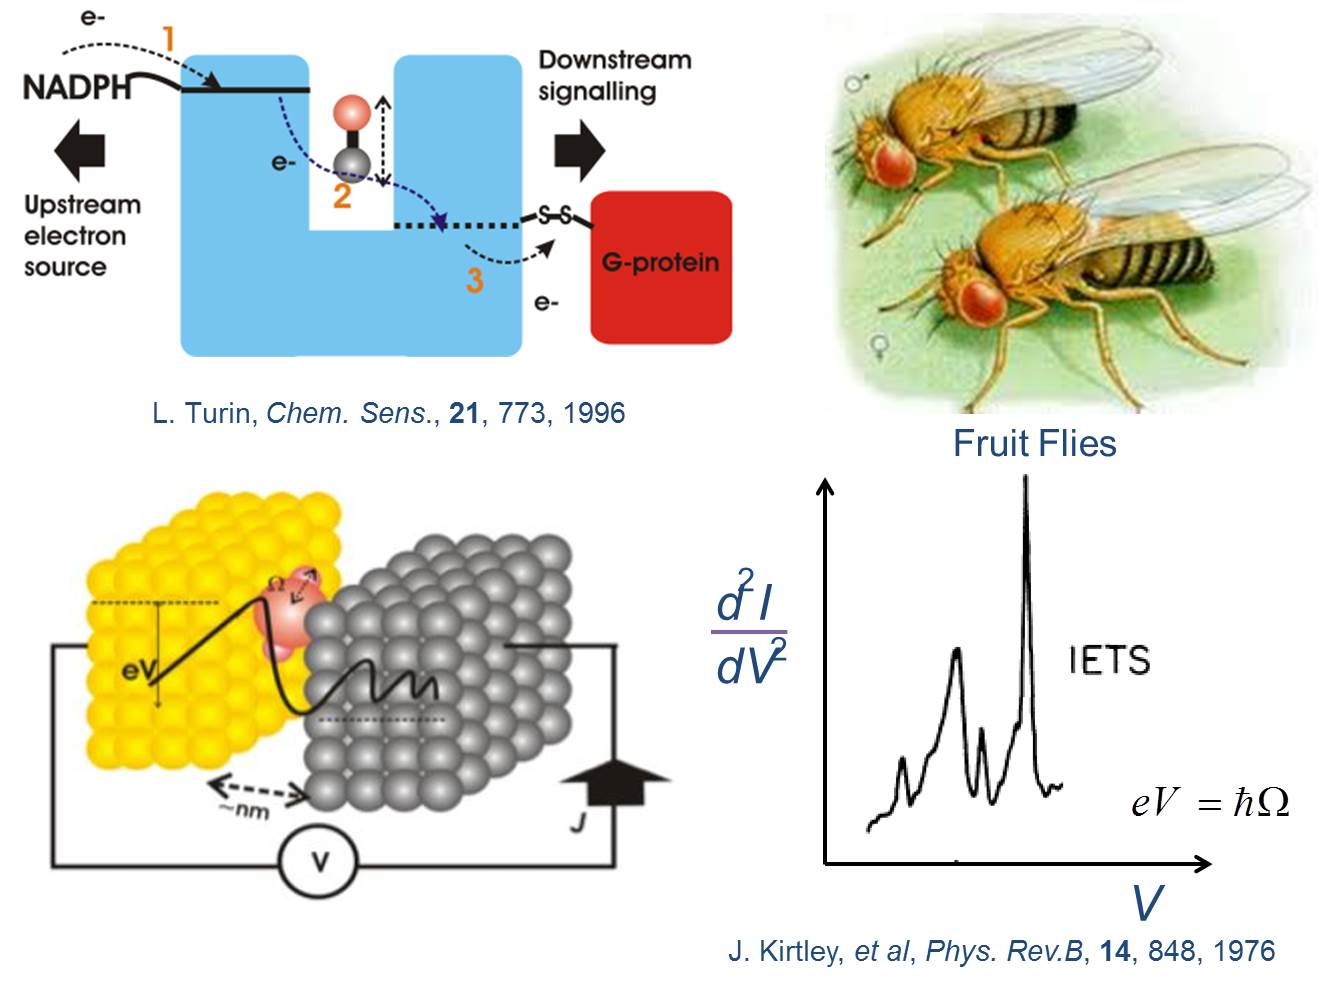 e-
1
NADPH
e-
2
Upstream
electron
source
Downstream
signalling
S-S
3
e-
G-protein
L. Turin, Chem. Sens., 21, 773, 1996
♂
♀
Fruit Flies
Ω
eV
~nm
V
J
d²I
dV²
IETS
eV = ħΩ
V
J. Kirtley, et al, Phys. Rev.B, 14, 848, 1976